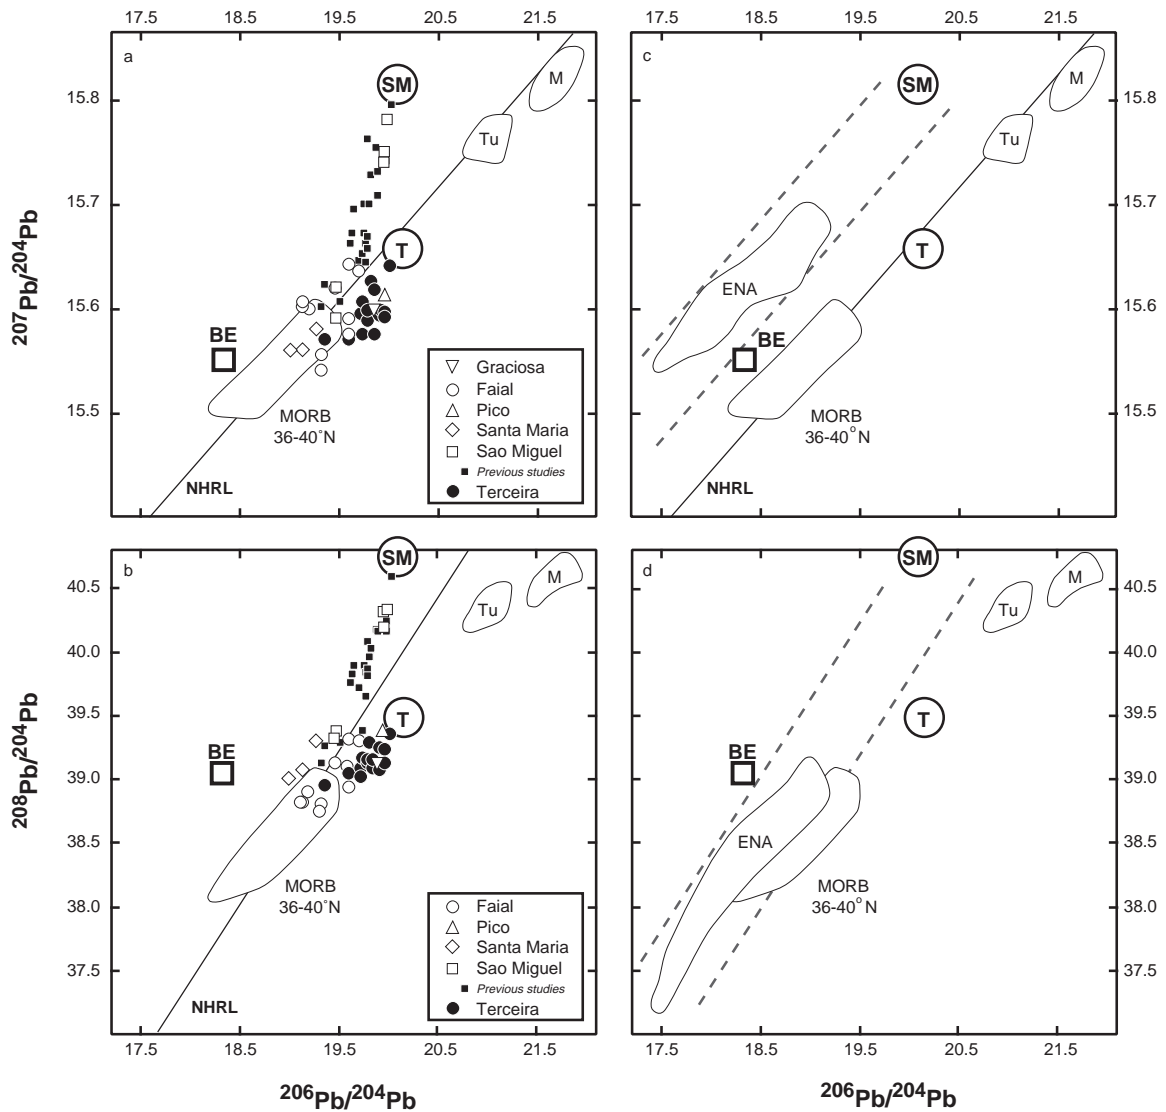 17.5 18.5 19.5 20.5 21.5
17.5 18.5 19.5 20.5 21.5
a
SM
M
Tu
15.8
15.7
15.6
15.5
207Pb/204Pb
T
BE
MORB
36-40°N
NHRL
Graciosa
Faial
Pico
Santa Maria
Sao Miguel
Previous studies
Terceira
c
SM
M
Tu
T
ENA
BE
MORB
36-40°N
NHRL
15.8
15.7
15.6
15.5
b
SM
M
Tu
40.5
40.0
39.5
39.0
38.5
38.0
37.5
208Pb/204Pb
T
BE
MORB
36-40°N
NHRL
Faial
Pico
Santa Maria
Sao Miguel
Previous studies
Terceira
17.5 18.5 19.5 20.5 21.5
206Pb/204Pb
d
SM
M
Tu
T
BE
ENA
MORB
36-40°N
40.5
40.0
39.5
39.0
38.5
38.0
37.5
17.5 18.5 19.5 20.5 21.5
206Pb/204Pb